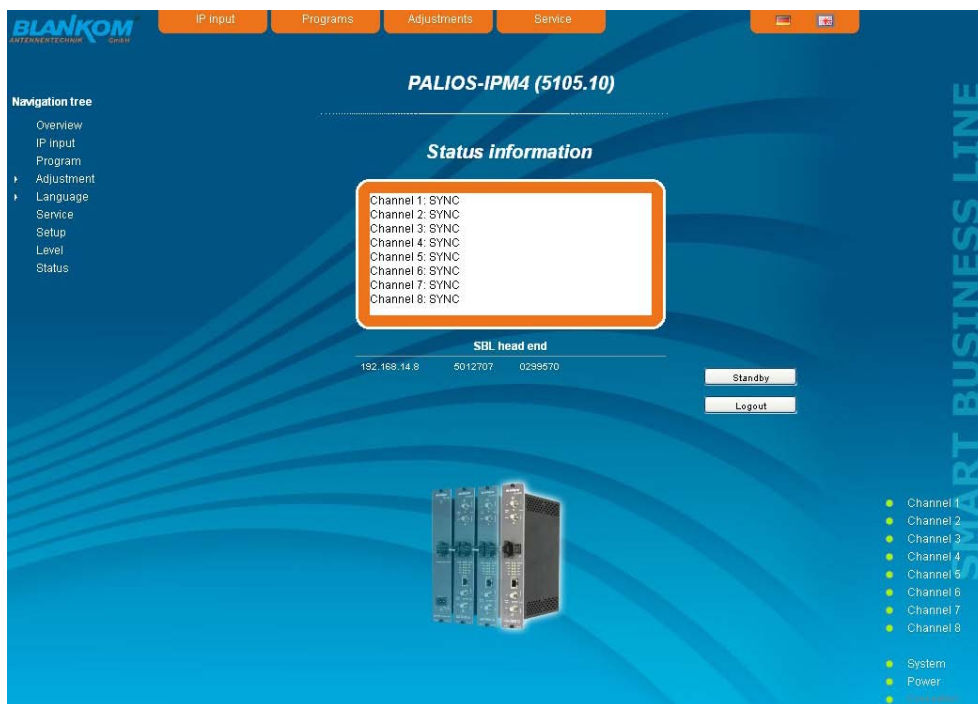 BLANKOM
ANTENNENTECHNIK GmbH
IP input
Programs
Adjustments
Service
PALIOS-IPM4 (5105.10)
Navigation tree
Overview
IP input
Program
Adjustment
Language
Service
Setup
Level
Status
Status information
Channel 1: SYNC
Channel 2: SYNC
Channel 3: SYNC
Channel 4: SYNC
Channel 5: SYNC
Channel 6: SYNC
Channel 7: SYNC
Channel 8: SYNC
SBL head end
192.168.14.8 5012707 0299570
Standby
Logout
SMART BUSINESS LINE
Channel 1
Channel 2
Channel 3
Channel 4
Channel 5
Channel 6
Channel 7
Channel 8
System
Power